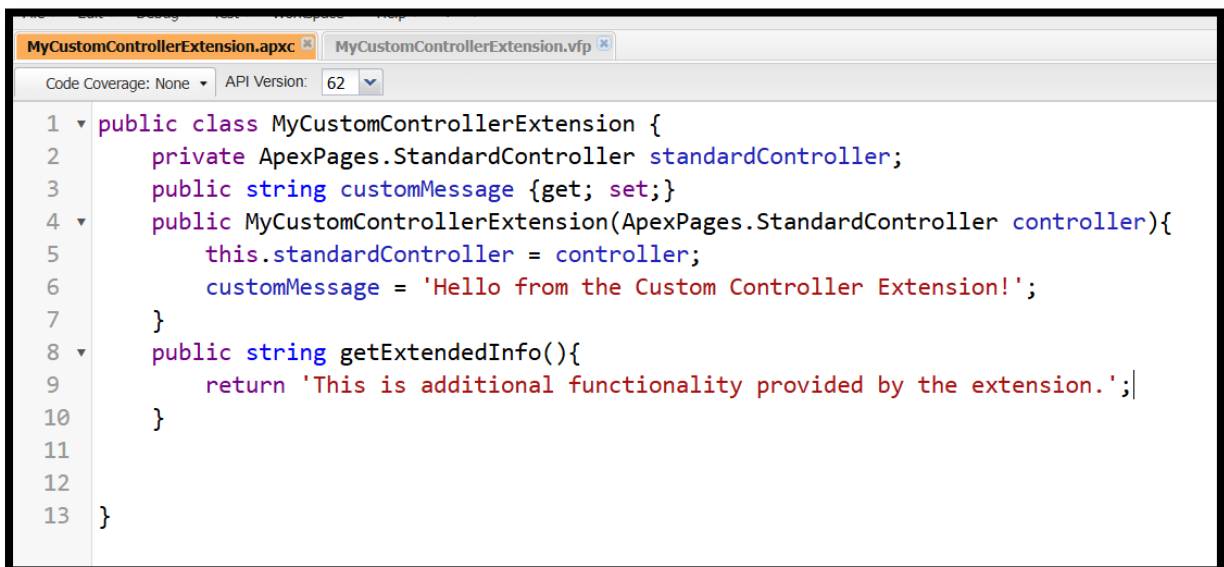 MyCustomControllerExtension.apxc MyCustomControllerExtension.vfp
Code Coverage: None API Version: 62
1 public class MyCustomControllerExtension {
2 private ApexPages.StandardController standardController;
3 public string customMessage {get; set;}
4 public MyCustomControllerExtension(ApexPages.StandardController controller){
5 this.standardController = controller;
6 customMessage = 'Hello from the Custom Controller Extension!';
7 }
8 public string getExtendedInfo(){
9 return 'This is additional functionality provided by the extension.';
10 }
11
12
13 }